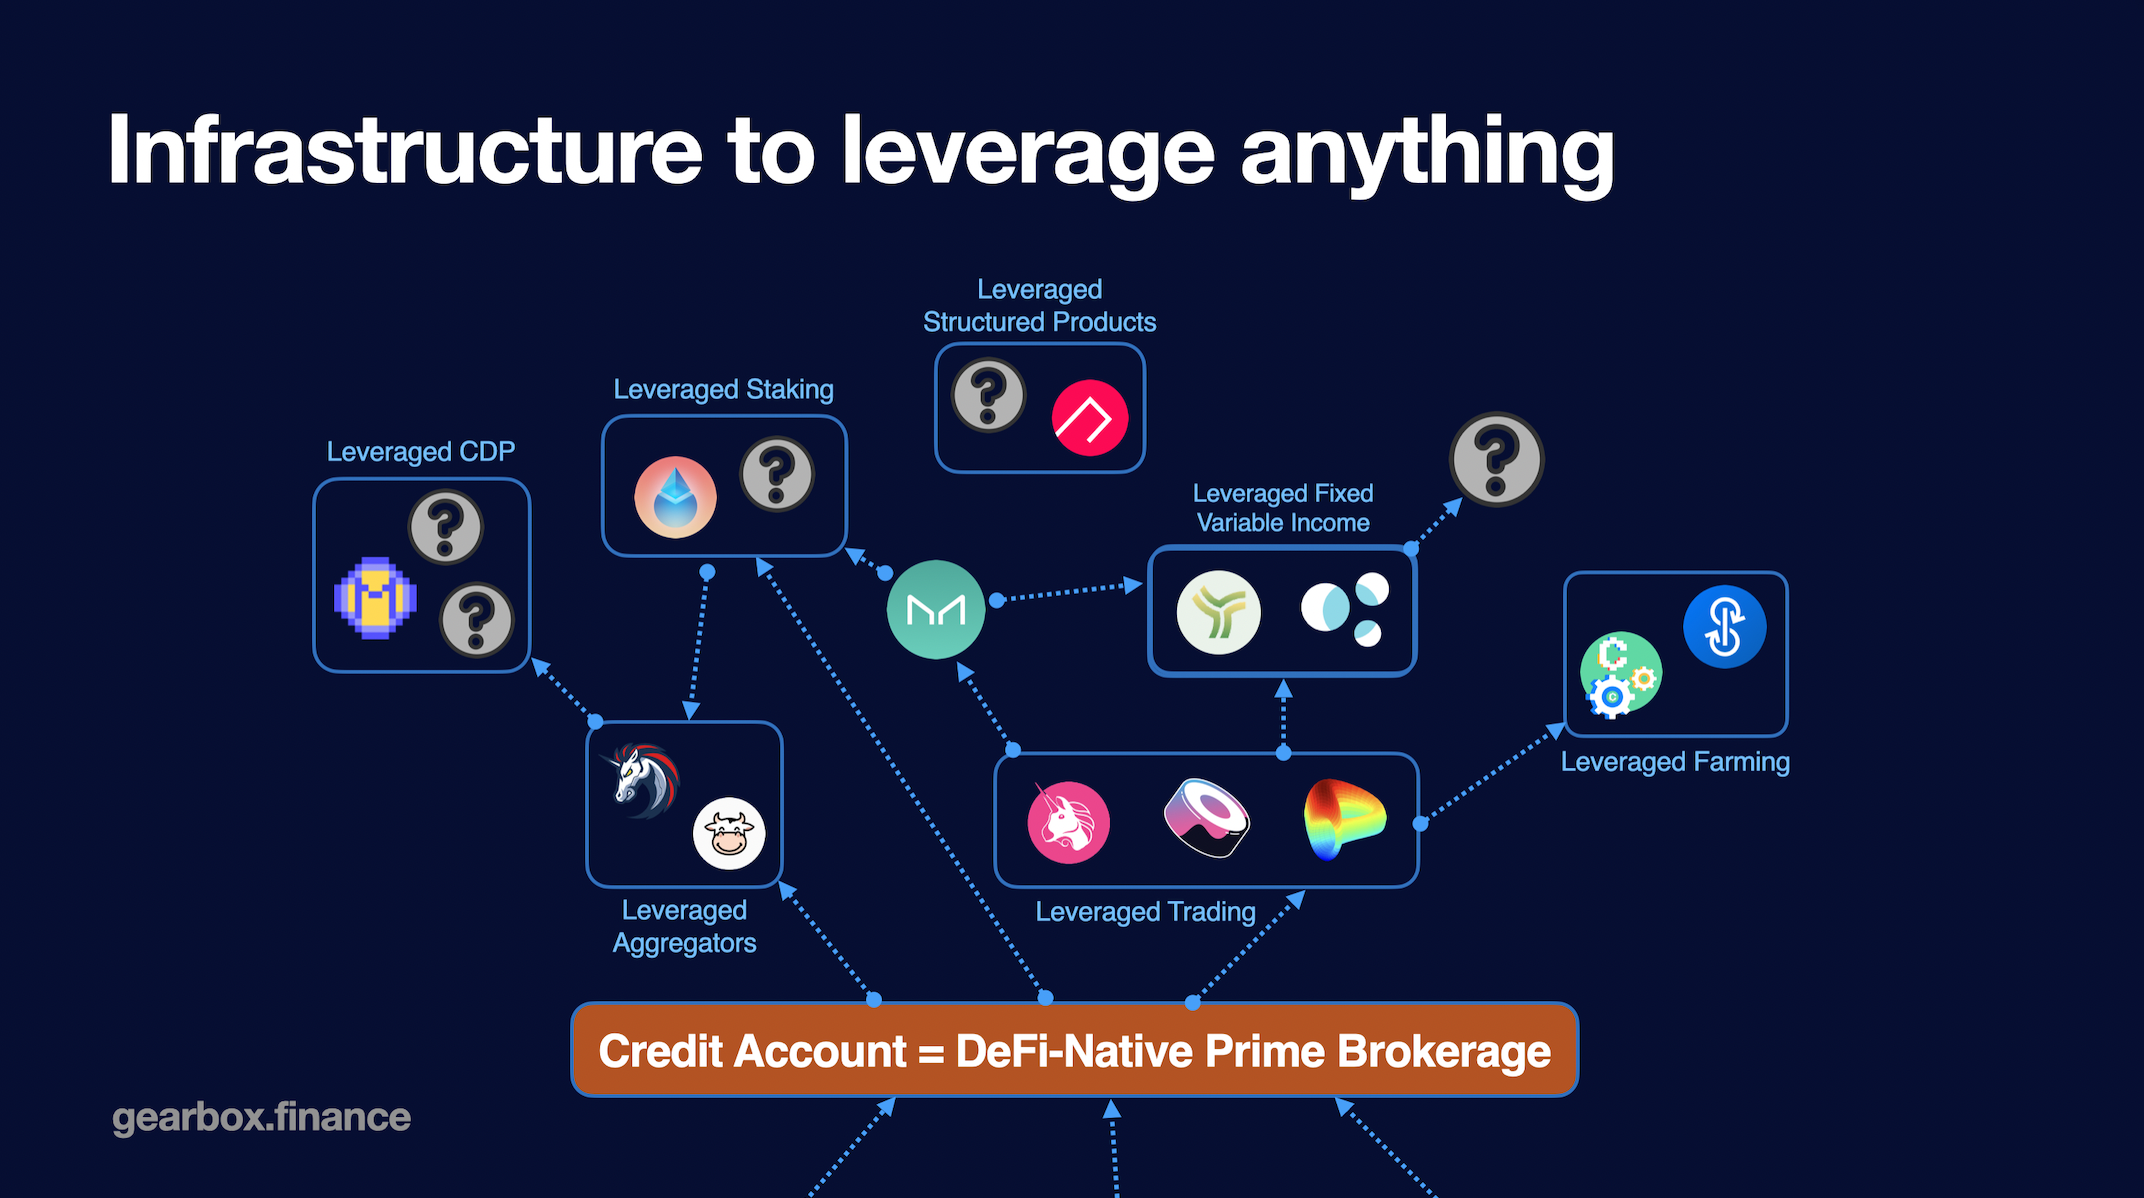 Infrastructure to leverage anything
Leveraged
Structured Products
Leveraged Staking
Leveraged CDP
Leveraged Fixed
Variable Income
Leveraged Farming
Leveraged
Aggregators
Leveraged Trading
Credit Account = DeFi-Native Prime Brokerage
gearbox.finance